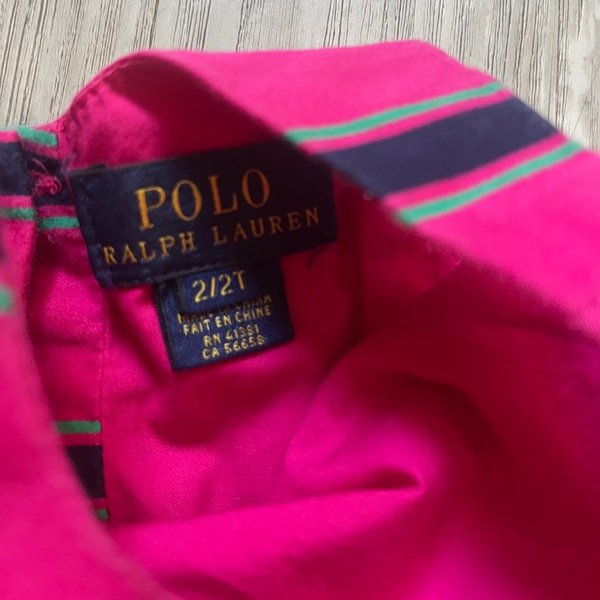 POLO
RALPH LAUREN
2/2T
FAIT EN CHINE
RN 41381
CA 56658